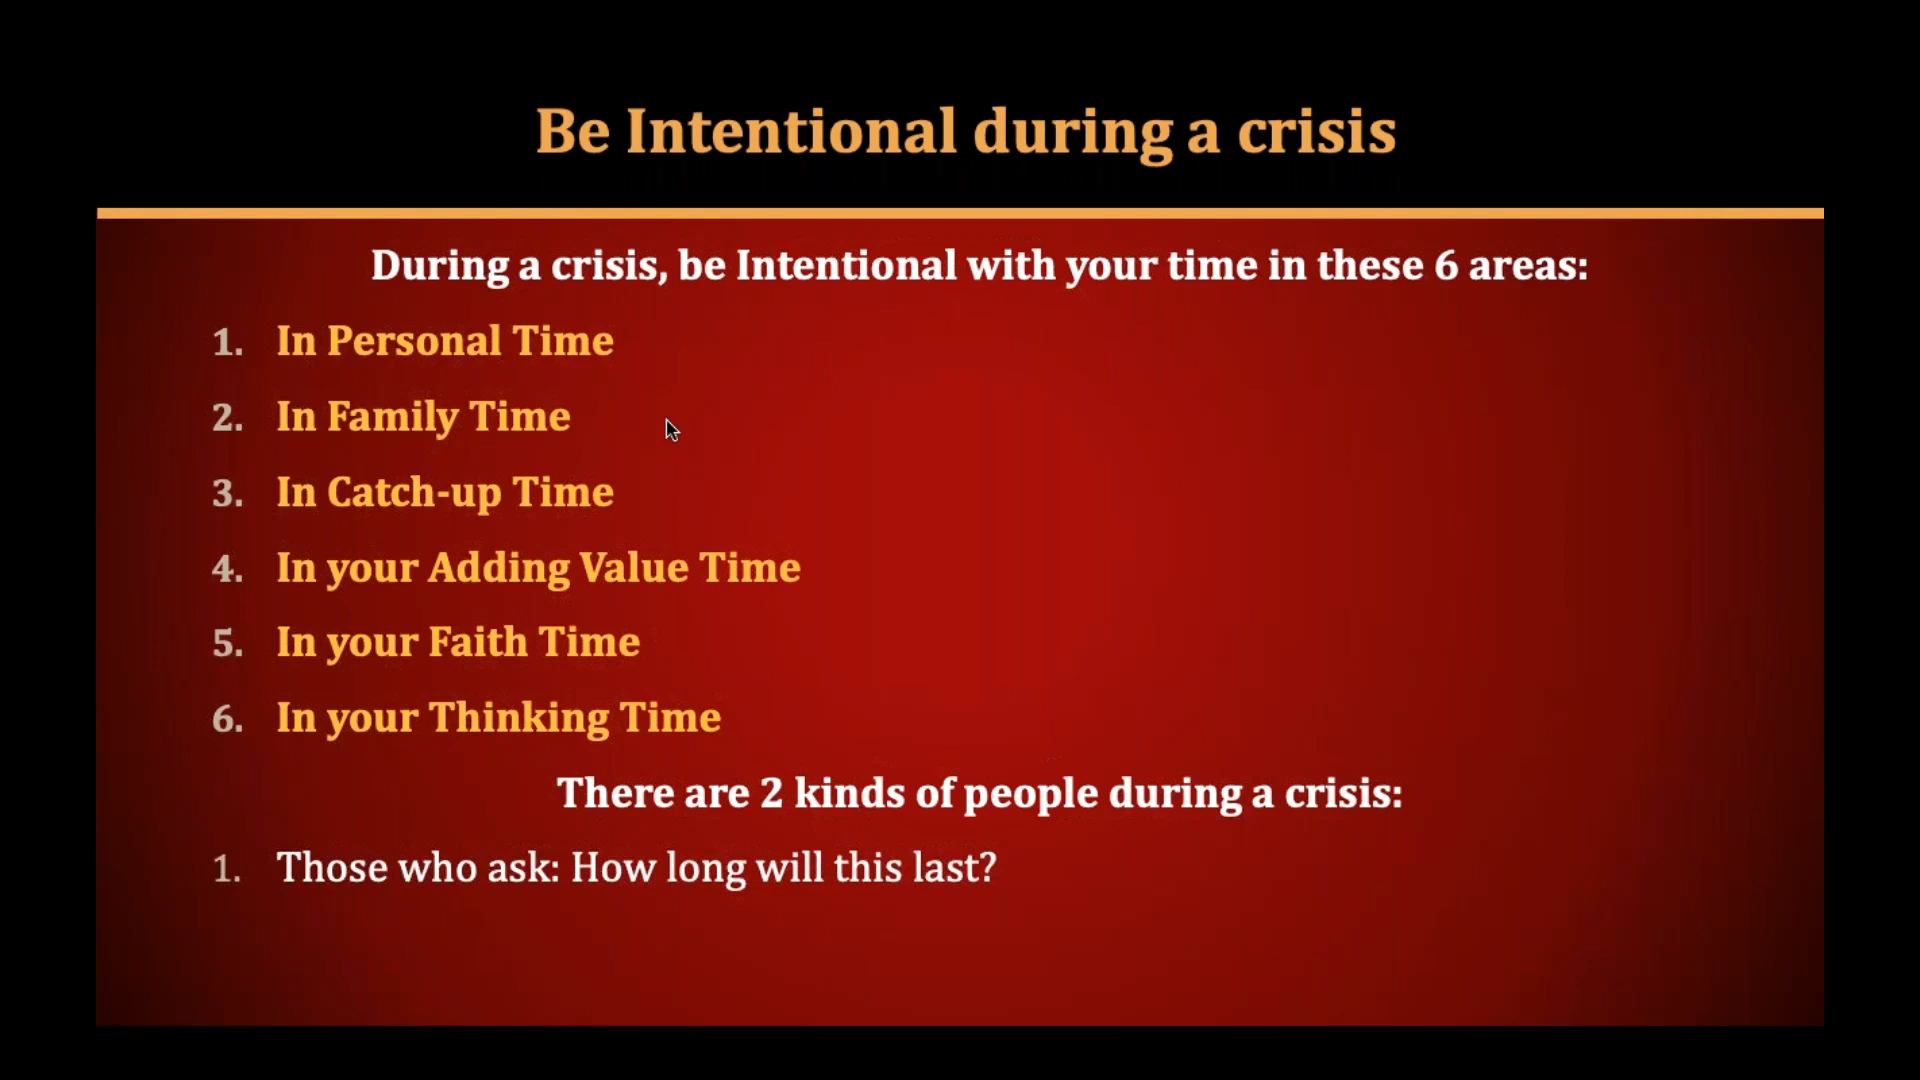 Be Intentional during a crisis
During a crisis, be Intentional with your time in these 6 areas:
1. In Personal Time
2. In Family Time
3. In Catch-up Time
4. In your Adding Value Time
5. In your Faith Time
6. In your Thinking Time
There are 2 kinds of people during a crisis:
1. Those who ask: How long will this last?